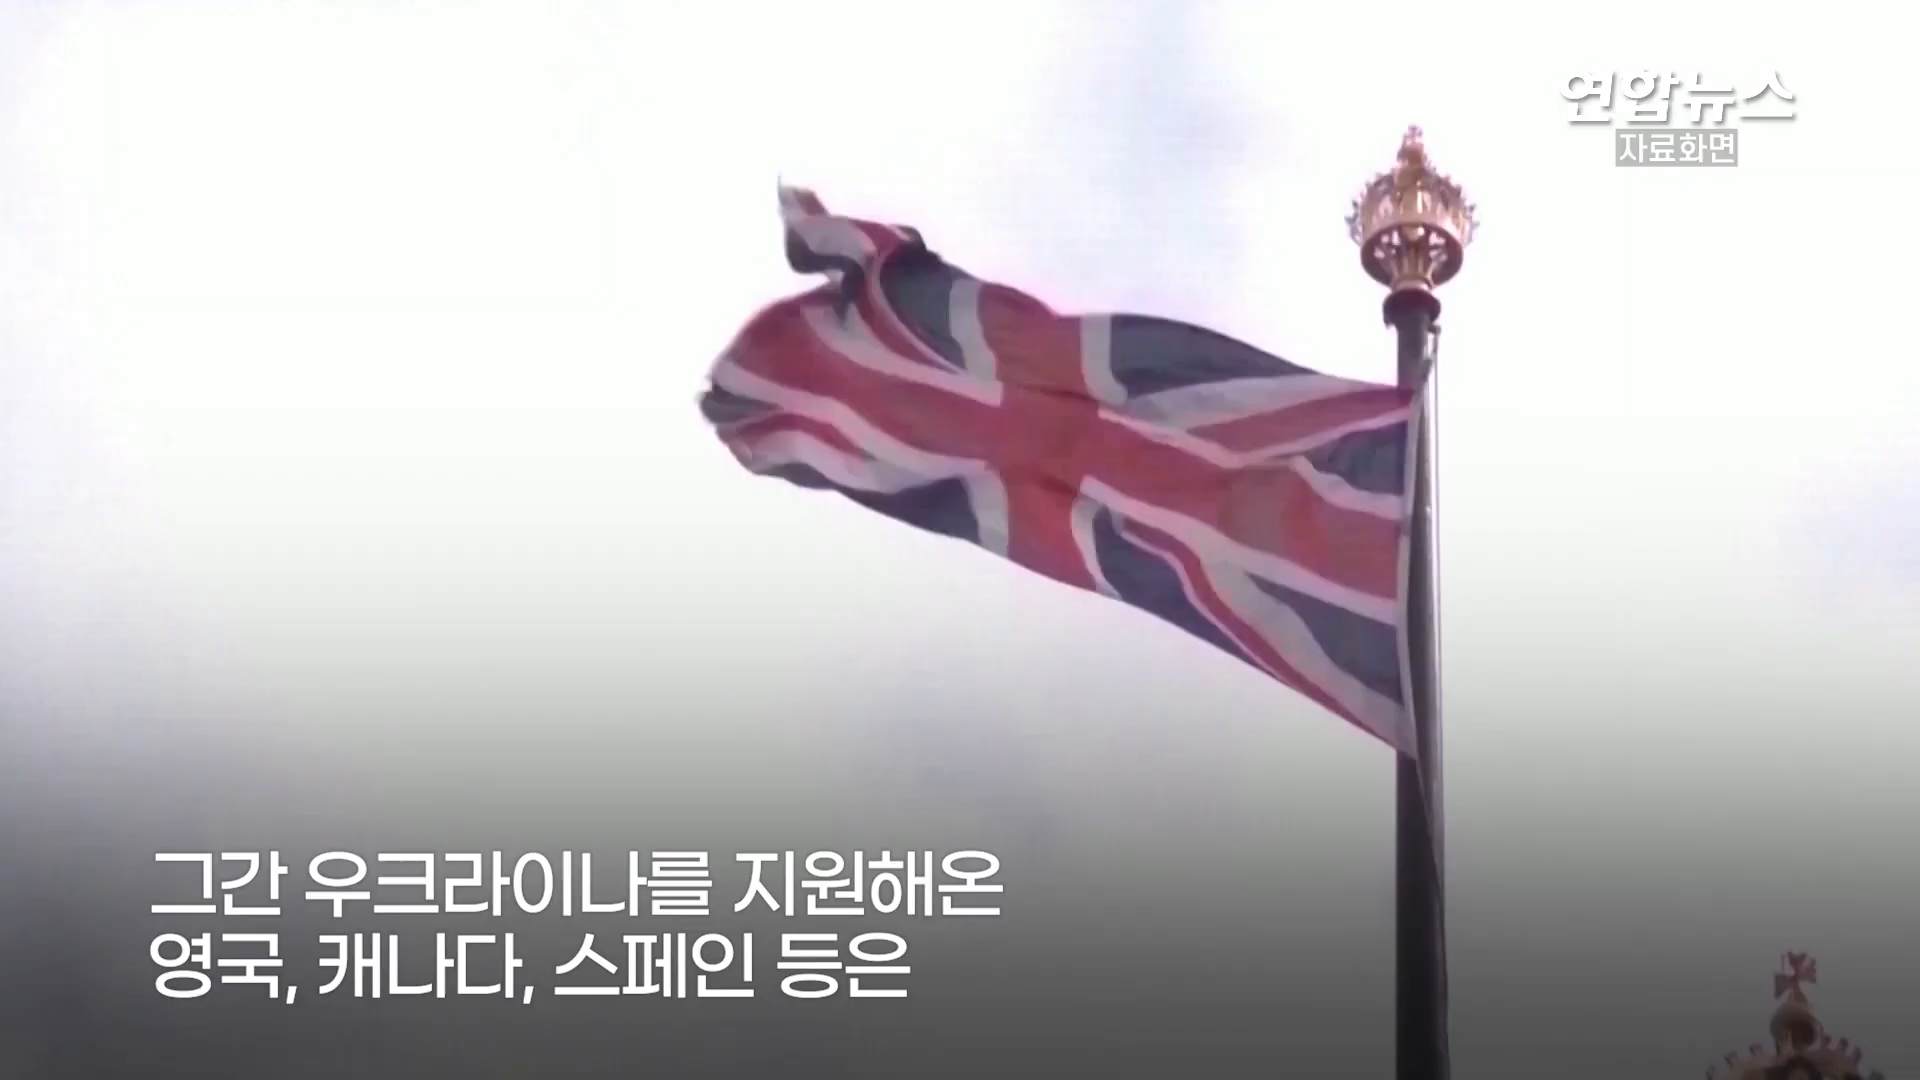 연합뉴스
자료화면
그간 우크라이나를 지원해온
영국, 캐나다, 스페인 등은